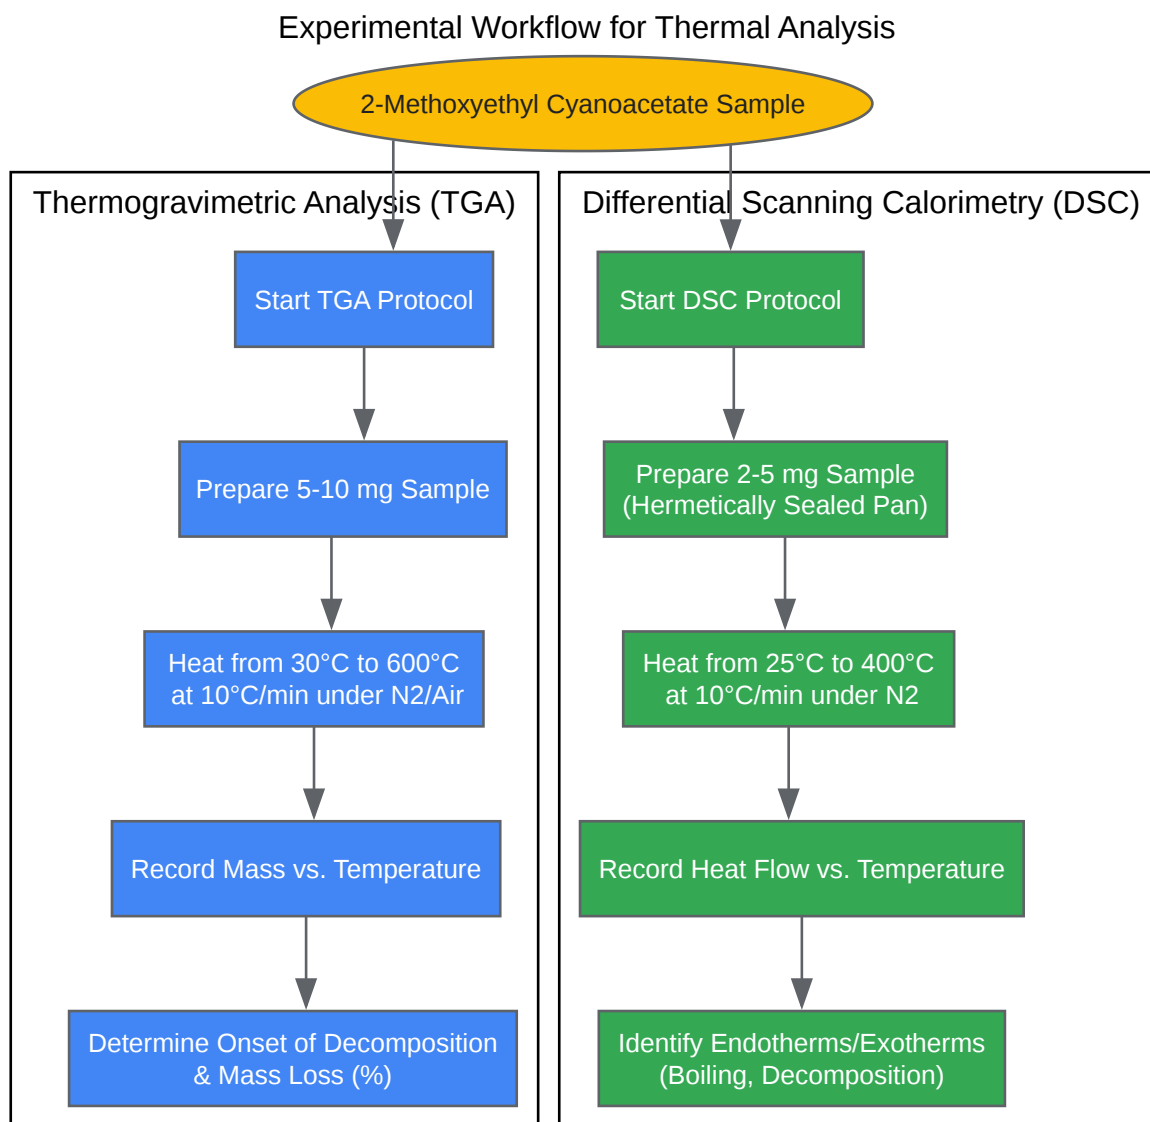 Experimental Workflow for Thermal Analysis
2-Methoxyethyl Cyanoacetate Sample
Thermogravimetric Analysis (TGA)
Start TGA Protocol
Prepare 5-10 mg Sample
Heat from 30°C to 600°C
at 10°C/min under N2/Air
Record Mass vs. Temperature
Determine Onset of Decomposition
& Mass Loss (%)
Differential Scanning Calorimetry (DSC)
Start DSC Protocol
Prepare 2-5 mg Sample
(Hermetically Sealed Pan)
Heat from 25°C to 400°C
at 10°C/min under N2
Record Heat Flow vs. Temperature
Identify Endotherms/Exotherms
(Boiling, Decomposition)